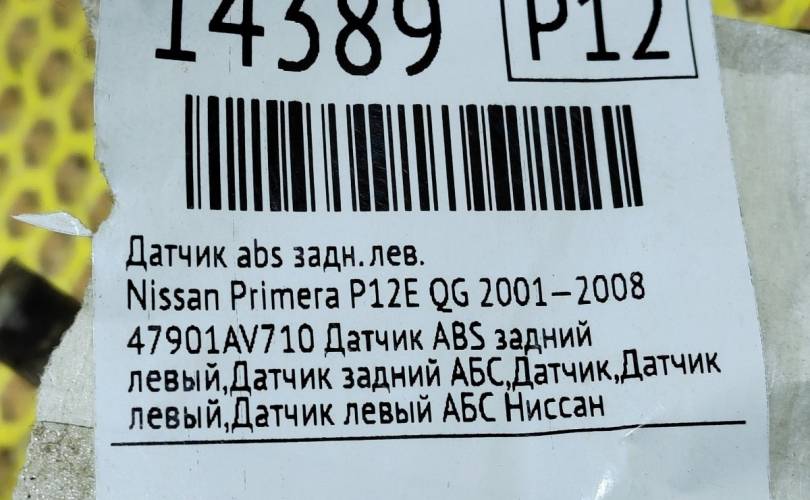 14389 P12
Датчик abs задн.лев.
Nissan Primera P12E QG 2001-2008
47901AV710 Датчик ABS задний
левый,Датчик задний АБС,Датчик,Датчик
левый,Датчик левый АБС Ниссан